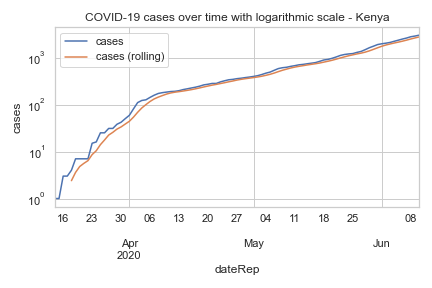 COVID-19 cases over time with logarithmic scale - Kenya
cases
cases (rolling)
10³
10²
10¹
10⁰
cases
16 23 30 06 13 20 27 04 11 18 25 08
Apr May Jun
2020
dateRep